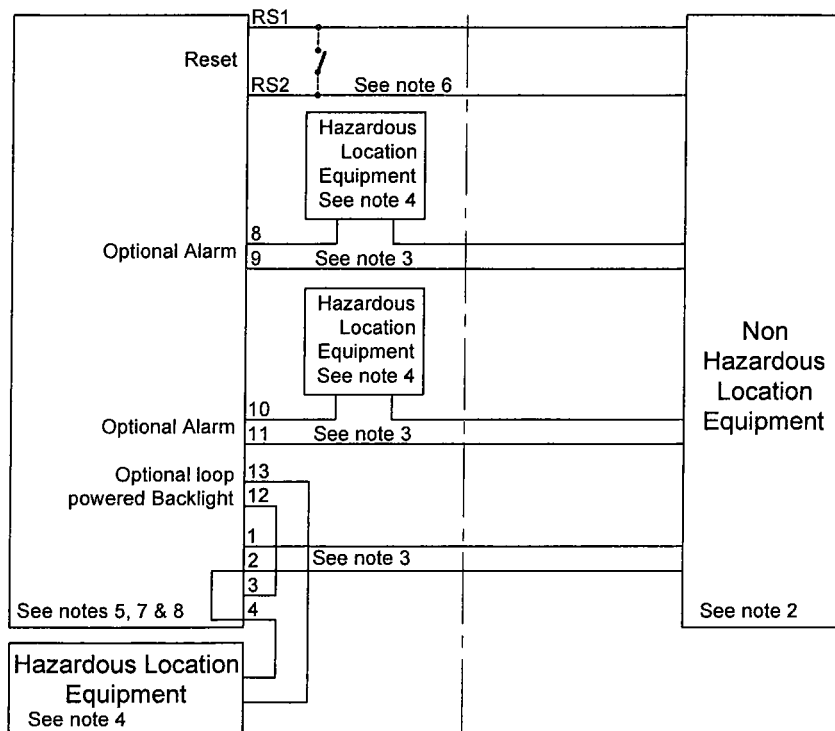 RS1
Reset
RS2
See note 6
Hazardous
Location
Equipment
See note 4
8
Optional Alarm
9
See note 3
Hazardous
Location
Equipment
See note 4
Non
Hazardous
Location
Equipment
10
Optional Alarm
11
See note 3
Optional loop
powered Backlight
13
12
1
2
See note 3
3
4
See notes 5, 7 & 8
See note 2
Hazardous Location
Equipment
See note 4